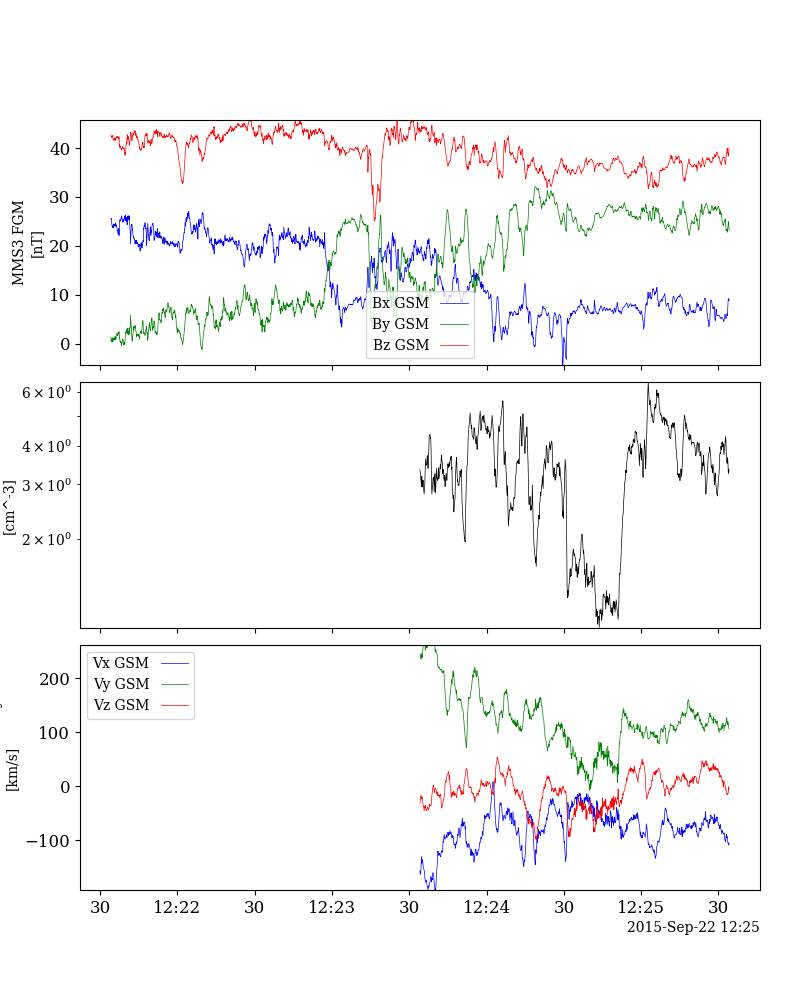 40
30
20
10
0
MMS3 FGM
[nT]
Bx GSM
By GSM
Bz GSM
6 × 10⁰
4 × 10⁰
3 × 10⁰
2 × 10⁰
[cm^-3]
Vx GSM
Vy GSM
Vz GSM
200
100
0
−100
[km/s]
30 12:22 30 12:23 30 12:24 30 12:25 30
2015-Sep-22 12:25